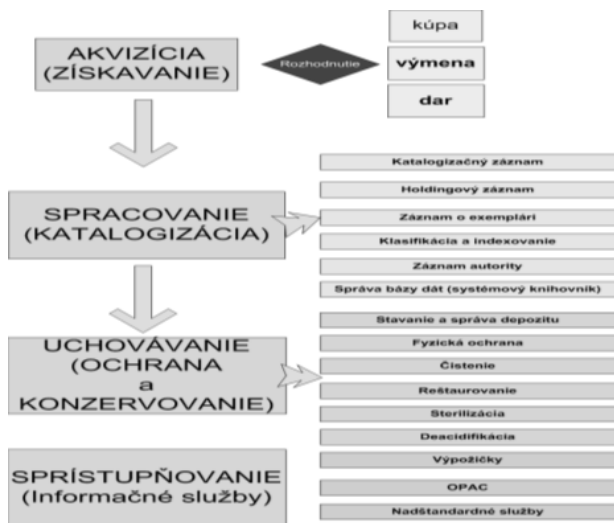 AKVIZÍCIA
(ZÍSKAVANIE)
Rozhodnutie
kúpa
výmena
dar
SPRACOVANIE
(KATALOGIZÁCIA)
Katalogizačný záznam
Holdingový záznam
Záznam o exemplári
Klasifikácia a indexovanie
Záznam autority
Správa bázy dát (systémový knihovník)
UCHOVÁVANIE
(OCHRANA
a
KONZERVOVANIE)
Stavanie a správa depozitu
Fyzická ochrana
Čistenie
Reštaurovanie
Sterilizácia
Deacidifikácia
SPRÍSTUPŇOVANIE
(Informačné služby)
Výpožičky
OPAC
Nadštandardné služby